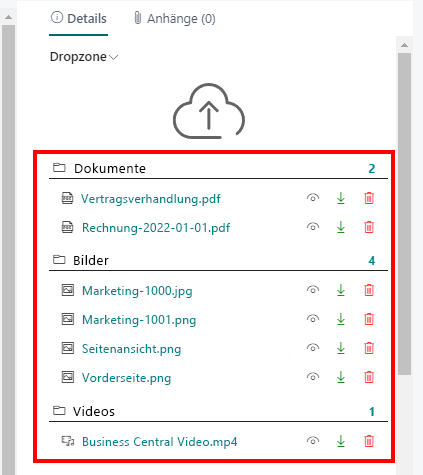 Details Anhänge (0)
Dropzone
Dokumente 2
Vertragsverhandlung.pdf
Rechnung-2022-01-01.pdf
Bilder 4
Marketing-1000.jpg
Marketing-1001.png
Seitenansicht.png
Vorderseite.png
Videos 1
Business Central Video.mp4